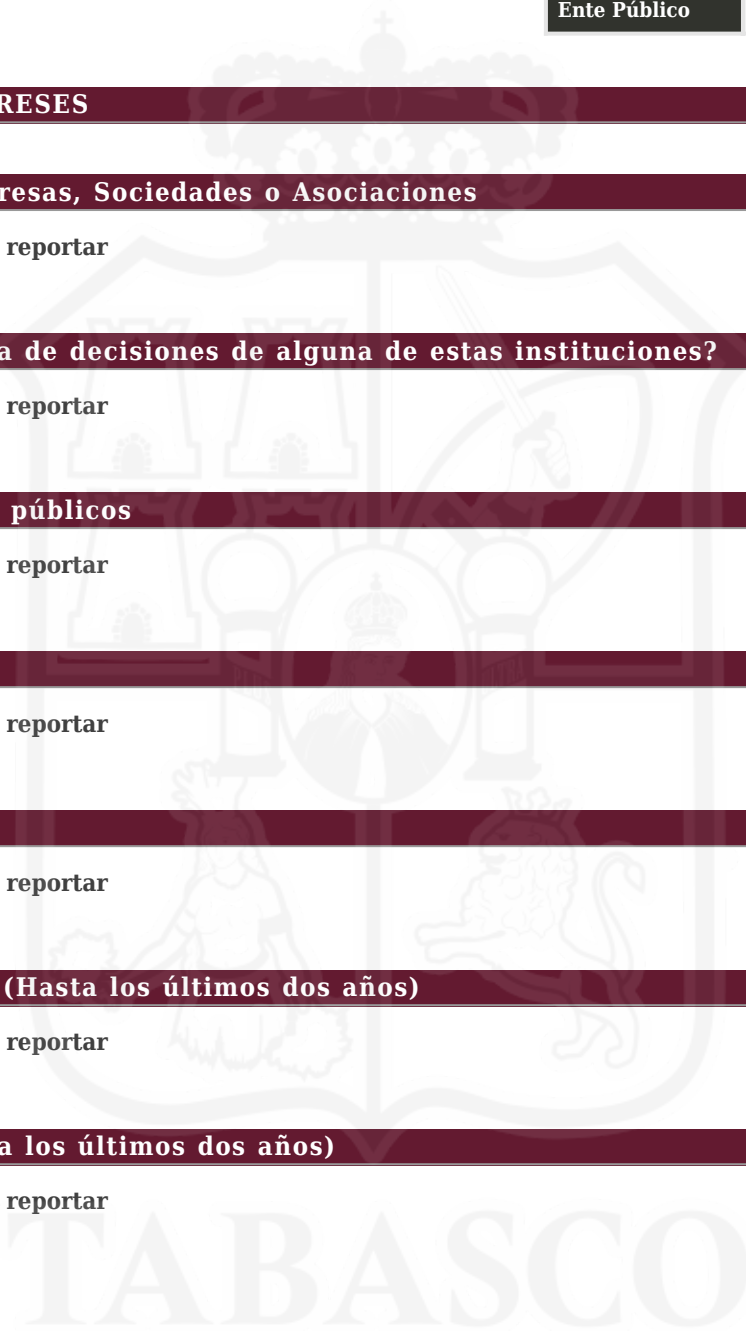 Ente Público
RESES
resas, Sociedades o Asociaciones
reportar
a de decisiones de alguna de estas instituciones?
reportar
públicos
reportar
reportar
reportar
(Hasta los últimos dos años)
reportar
a los últimos dos años)
reportar
TABASCO